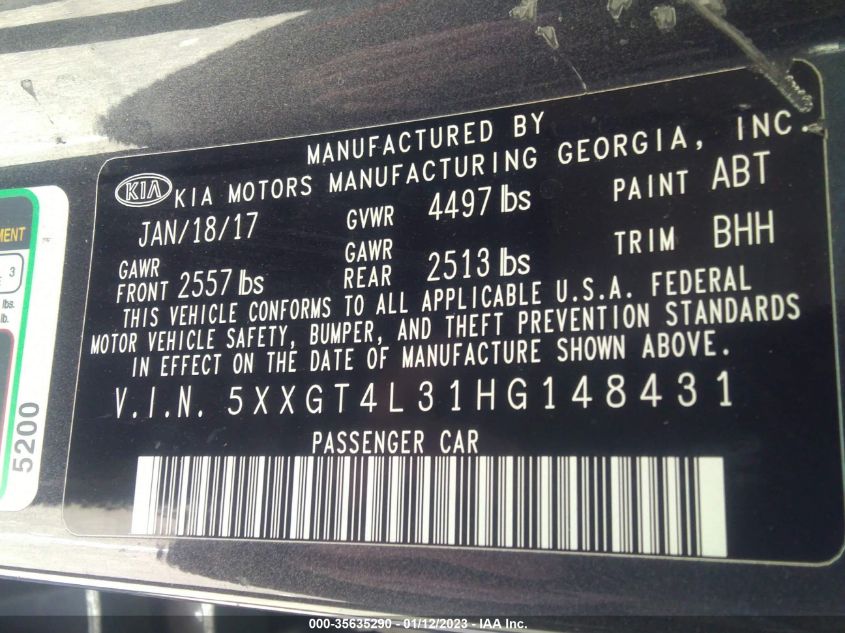 MANUFACTURED BY
KIA KIA MOTORS MANUFACTURING GEORGIA, INC.
JAN/18/17 GVWR 4497 lbs PAINT ABT
GAWR FRONT 2557 lbs GAWR REAR 2513 lbs TRIM BHH
THIS VEHICLE CONFORMS TO ALL APPLICABLE U.S.A. FEDERAL
MOTOR VEHICLE SAFETY, BUMPER, AND THEFT PREVENTION STANDARDS
IN EFFECT ON THE DATE OF MANUFACTURE SHOWN ABOVE.
V.I.N. 5XXGT4L31HG148431
PASSENGER CAR
3
lbs.
lb.
5200
000-35635290 - 01/12/2023 - IAA Inc.